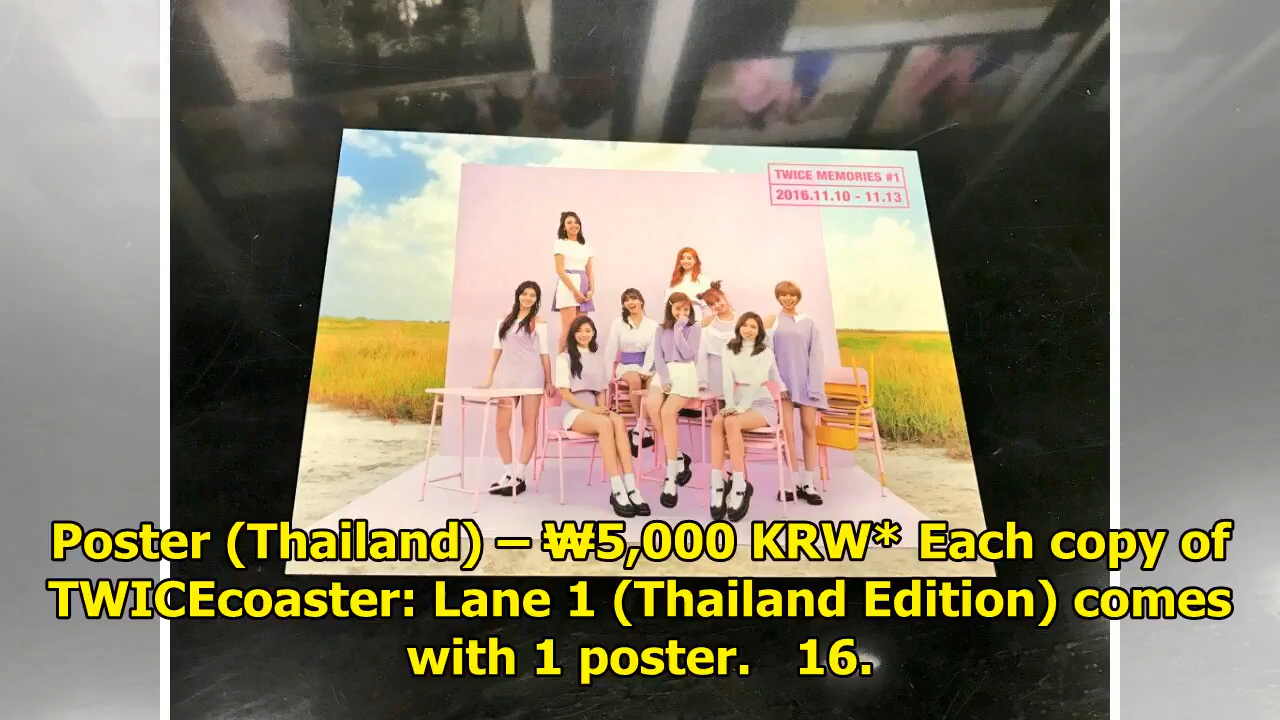 TWICE MEMORIES #1
2016.11.10 - 11.13
Poster (Thailand) – ₩5,000 KRW* Each copy of
TWICEcoaster: Lane 1 (Thailand Edition) comes
with 1 poster.   16.